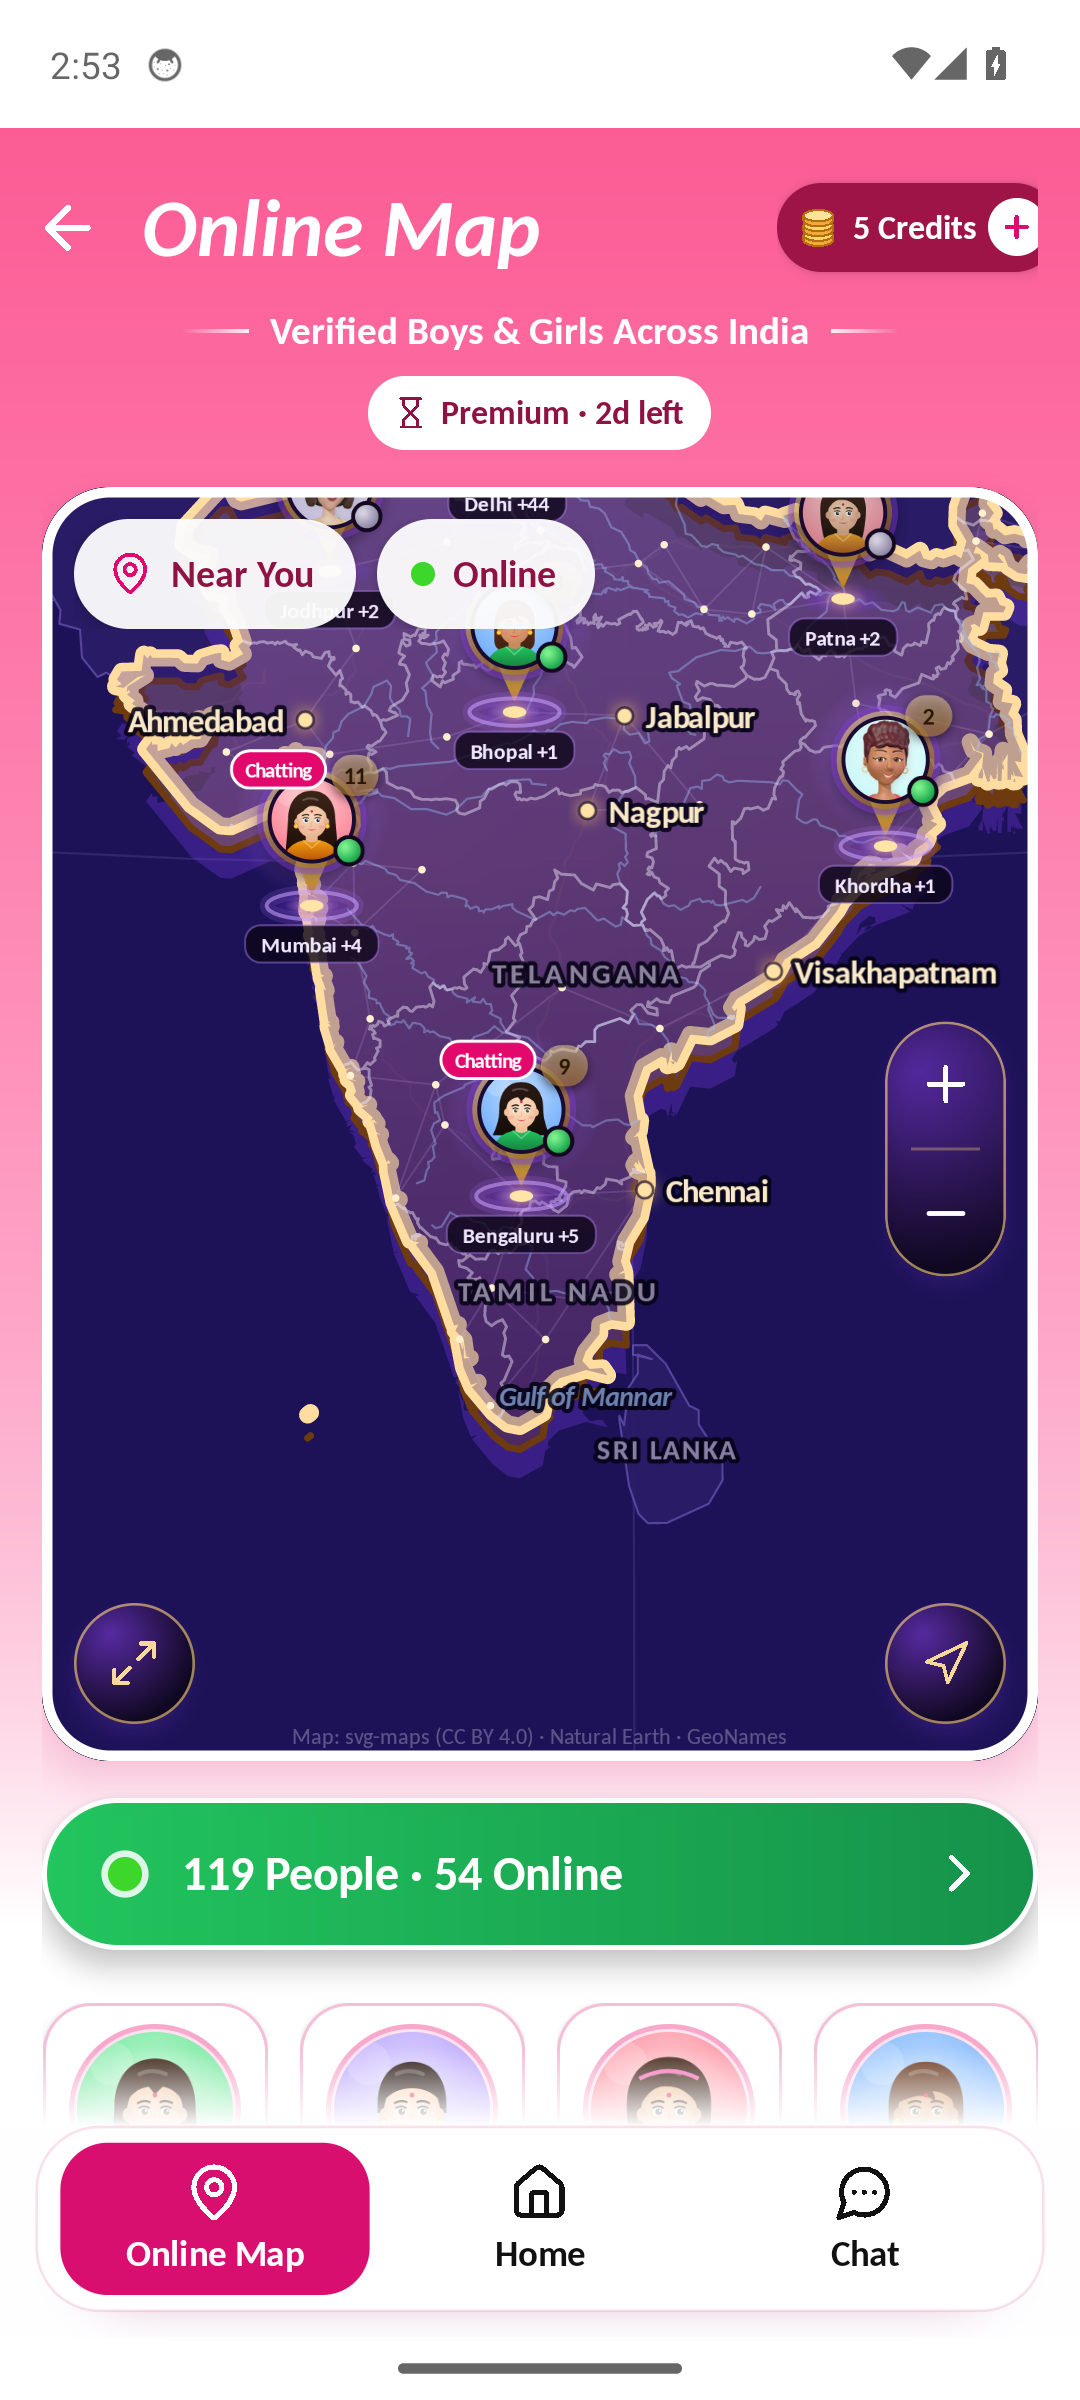 2:53
Online Map
5 Credits
Verified Boys & Girls Across India
Premium · 2d left
Delhi +44
Near You
Online
Jodhpur +2
Patna +2
Ahmedabad
Jabalpur
2
Bhopal +1
Chatting
11
Nagpur
Khordha +1
Mumbai +4
TELANGANA
Visakhapatnam
Chatting
9
Chennai
Bengaluru +5
TAMIL NADU
Gulf of Mannar
SRI LANKA
Map: svg-maps (CC BY 4.0) · Natural Earth · GeoNames
119 People · 54 Online
Online Map
Home
Chat